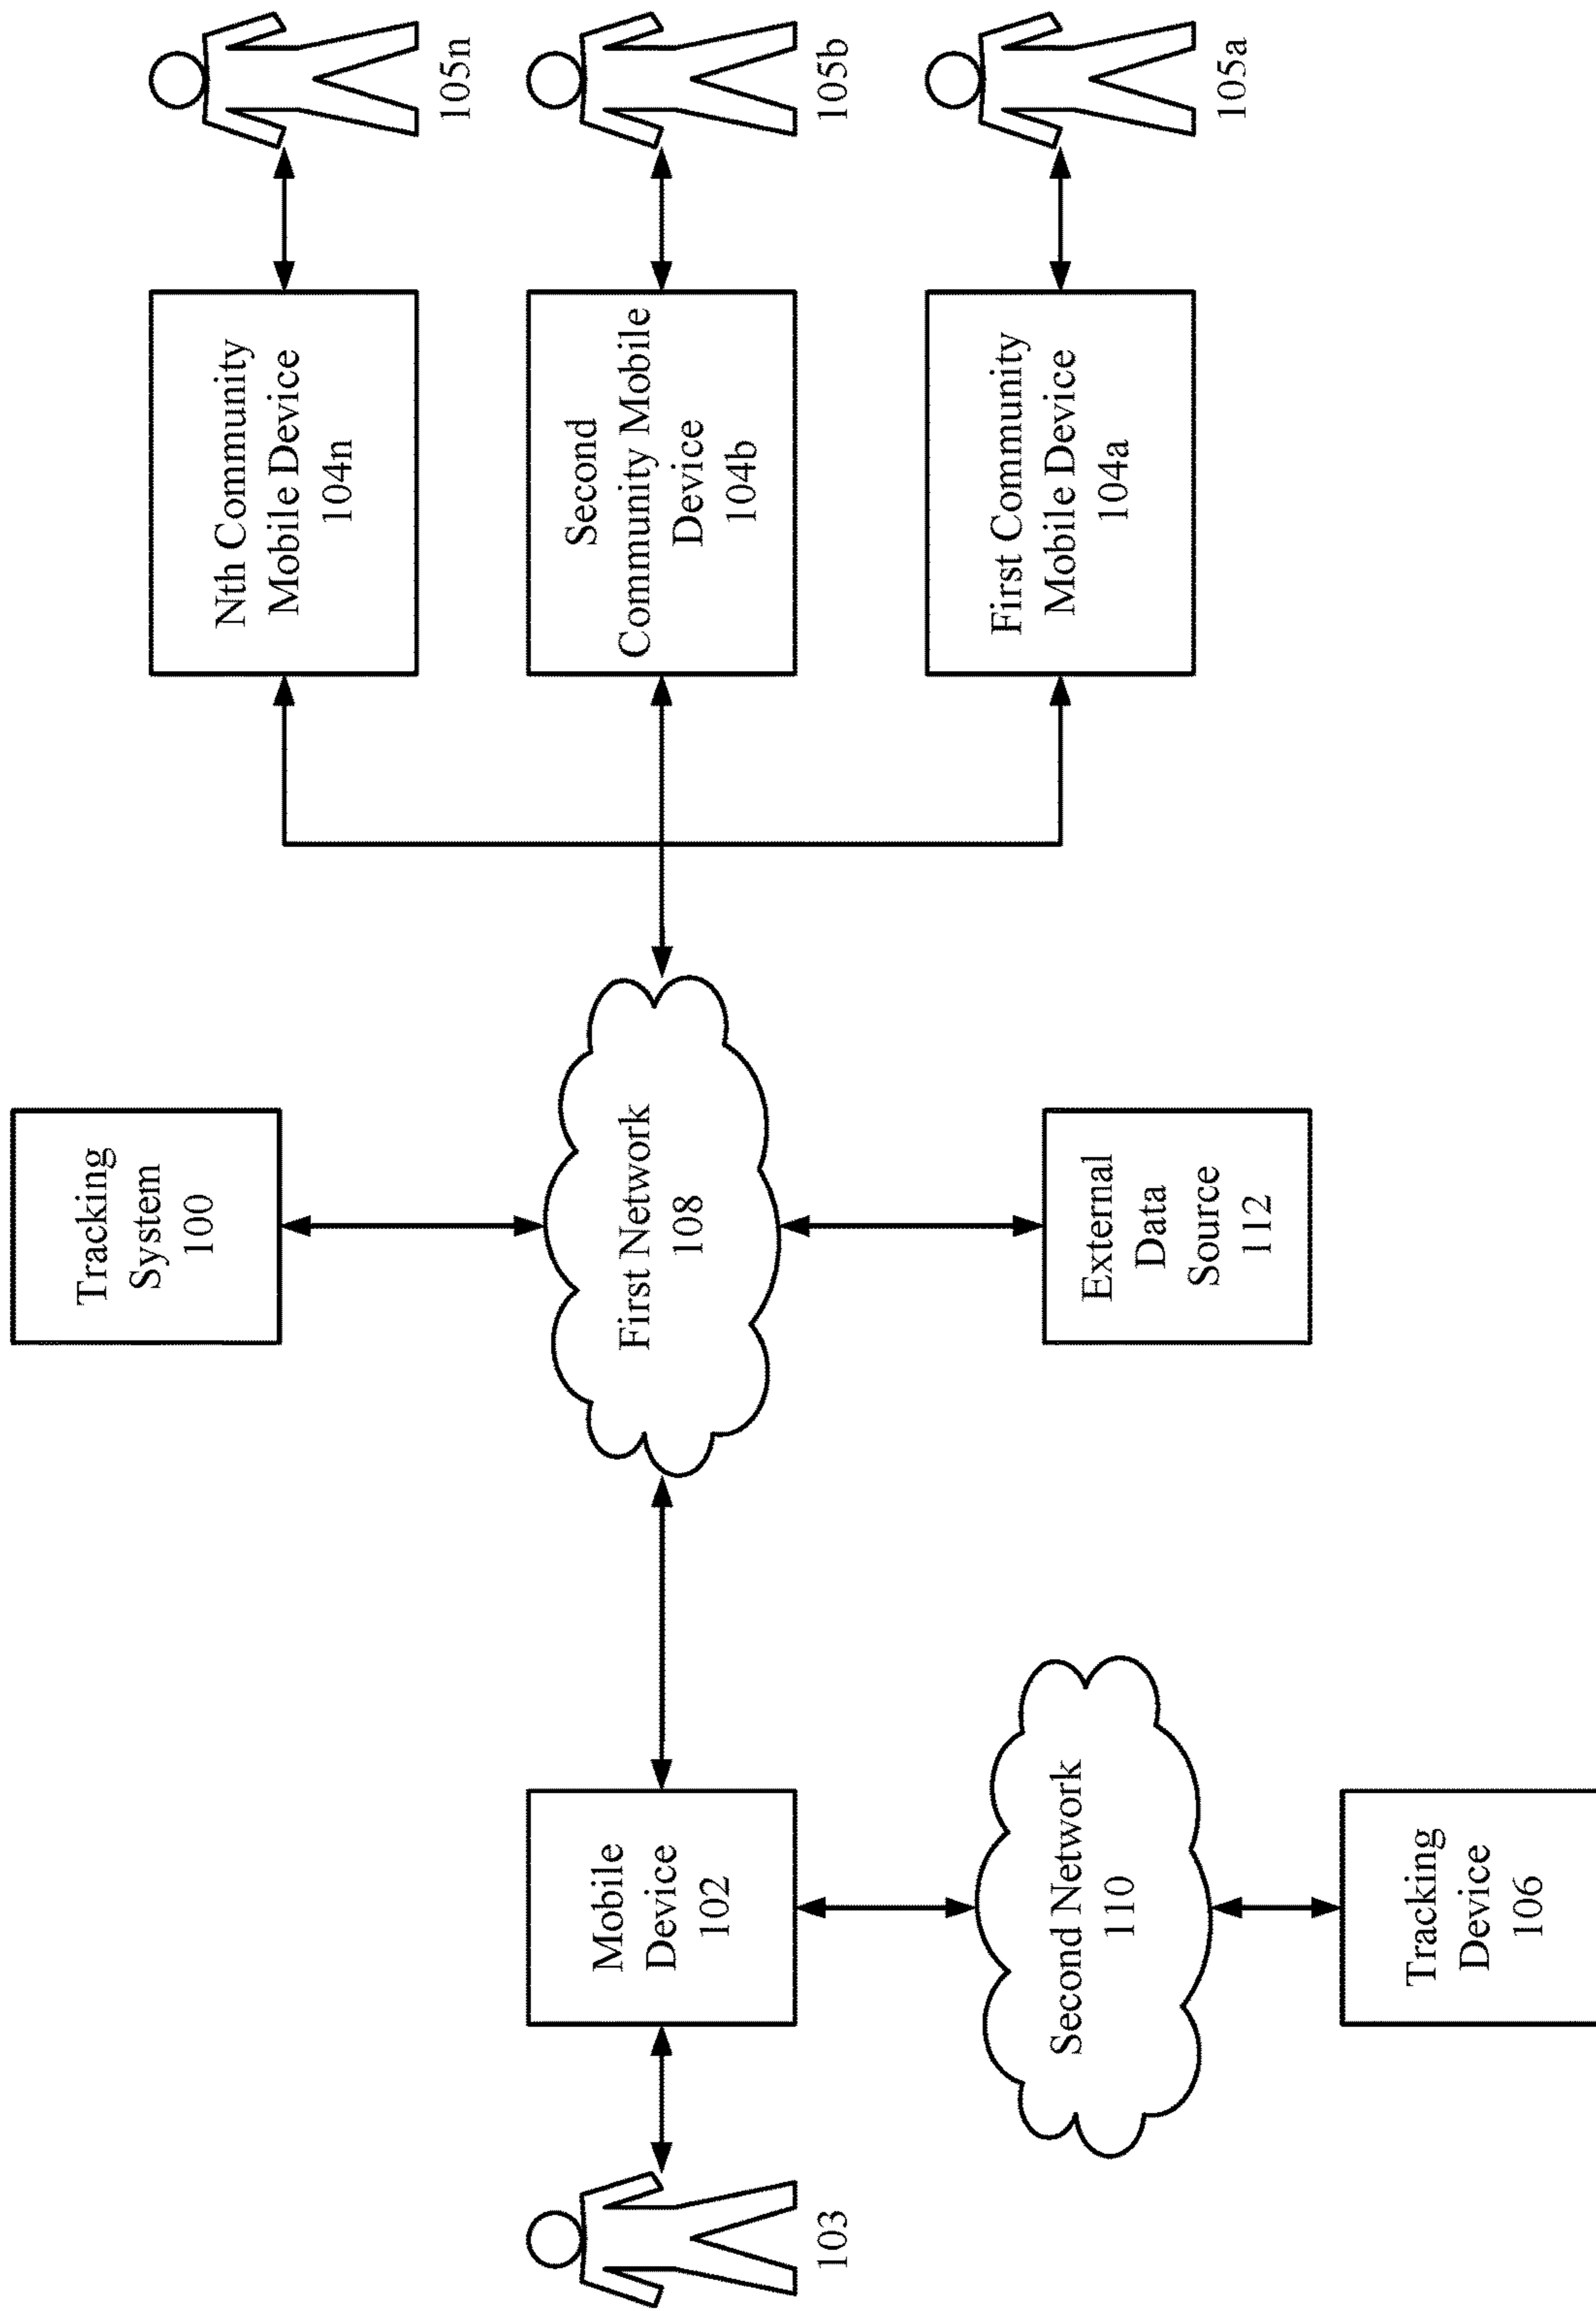 Tracking
System
100
Nth Community
Mobile Device
104n
105n
103
Mobile
Device
102
First Network
108
Second
Community Mobile
Device
104b
105b
Second Network
110
External
Data
Source
112
First Community
Mobile Device
104a
105a
Tracking
Device
106